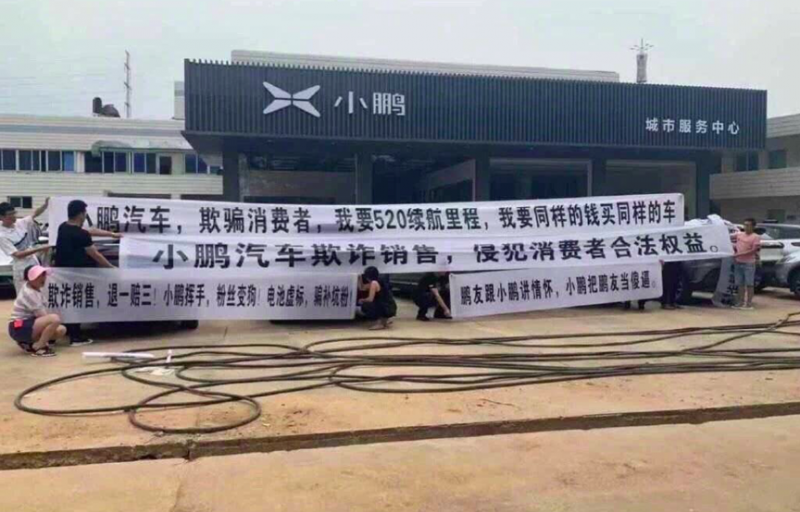 小鹏
城市服务中心
小鹏汽车，欺骗消费者，我要520续航里程，我要同样的钱买同样的车
小鹏汽车欺诈销售，侵犯消费者合法权益。
欺诈销售，退一赔三！小鹏挥手，粉丝变狗！电池虚标，骗补坑粉！
鹏友跟小鹏讲情怀，小鹏把鹏友当傻逼。